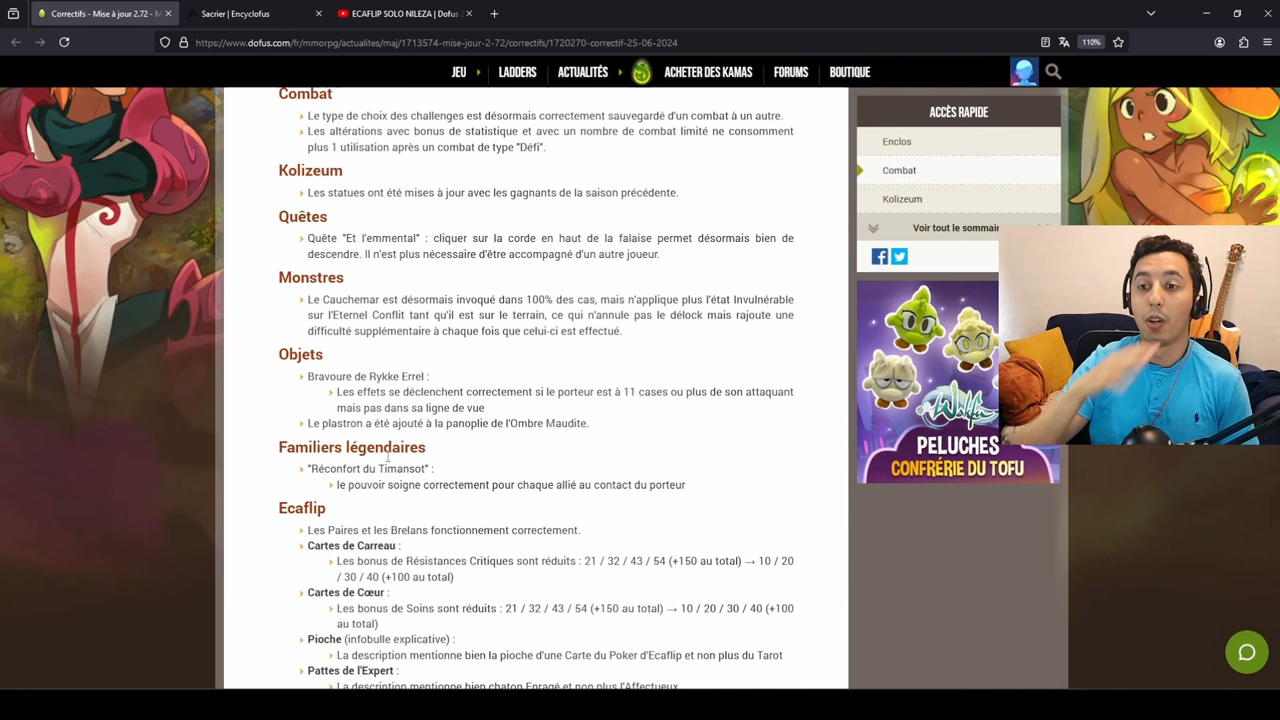 Correctifs - Mise à jour 2.72 - M
Sacrier | Encyclofus
ECAFLIP SOLO NILEZA | Dofus 2
https://www.dofus.com/fr/mmorpg/actualites/maj/1713574-mise-jour-2-72/correctifs/1720270-correctif-25-06-2024
110%
JEU
LADDERS
ACTUALITÉS
ACHETER DES KAMAS
FORUMS
BOUTIQUE
Combat
Le type de choix des challenges est désormais correctement sauvegardé d'un combat à un autre.
Les altérations avec bonus de statistique et avec un nombre de combat limité ne consomment
plus 1 utilisation après un combat de type "Défi".
Kolizeum
Les statues ont été mises à jour avec les gagnants de la saison précédente.
Quêtes
Quête "Et l'emmental" : cliquer sur la corde en haut de la falaise permet désormais bien de
descendre. Il n'est plus nécessaire d'être accompagné d'un autre joueur.
Monstres
Le Cauchemar est désormais invoqué dans 100% des cas, mais n'applique plus l'état Invulnérable
sur l'Eternel Conflit tant qu'il est sur le terrain, ce qui n'annule pas le délock mais rajoute une
difficulté supplémentaire à chaque fois que celui-ci est effectué.
Objets
Bravoure de Rykke Errel :
Les effets se déclenchent correctement si le porteur est à 11 cases ou plus de son attaquant
mais pas dans sa ligne de vue
Le plastron a été ajouté à la panoplie de l'Ombre Maudite.
Familiers légendaires
"Réconfort du Timansot" :
le pouvoir soigne correctement pour chaque allié au contact du porteur
Ecaflip
Les Paires et les Brelans fonctionnement correctement.
Cartes de Carreau :
Les bonus de Résistances Critiques sont réduits : 21 / 32 / 43 / 54 (+150 au total) → 10 / 20
/ 30 / 40 (+100 au total)
Cartes de Cœur :
Les bonus de Soins sont réduits : 21 / 32 / 43 / 54 (+150 au total) → 10 / 20 / 30 / 40 (+100
au total)
Pioche (infobulle explicative) :
La description mentionne bien la pioche d'une Carte du Poker d'Ecaflip et non plus du Tarot
Pattes de l'Expert :
La description mentionne bien chaton Enragé et non plus l'Affectueux
ACCÈS RAPIDE
Enclos
Combat
Kolizeum
Voir tout le sommai
Wakfu
PELUCHES
CONFRÉRIE DU TOFU